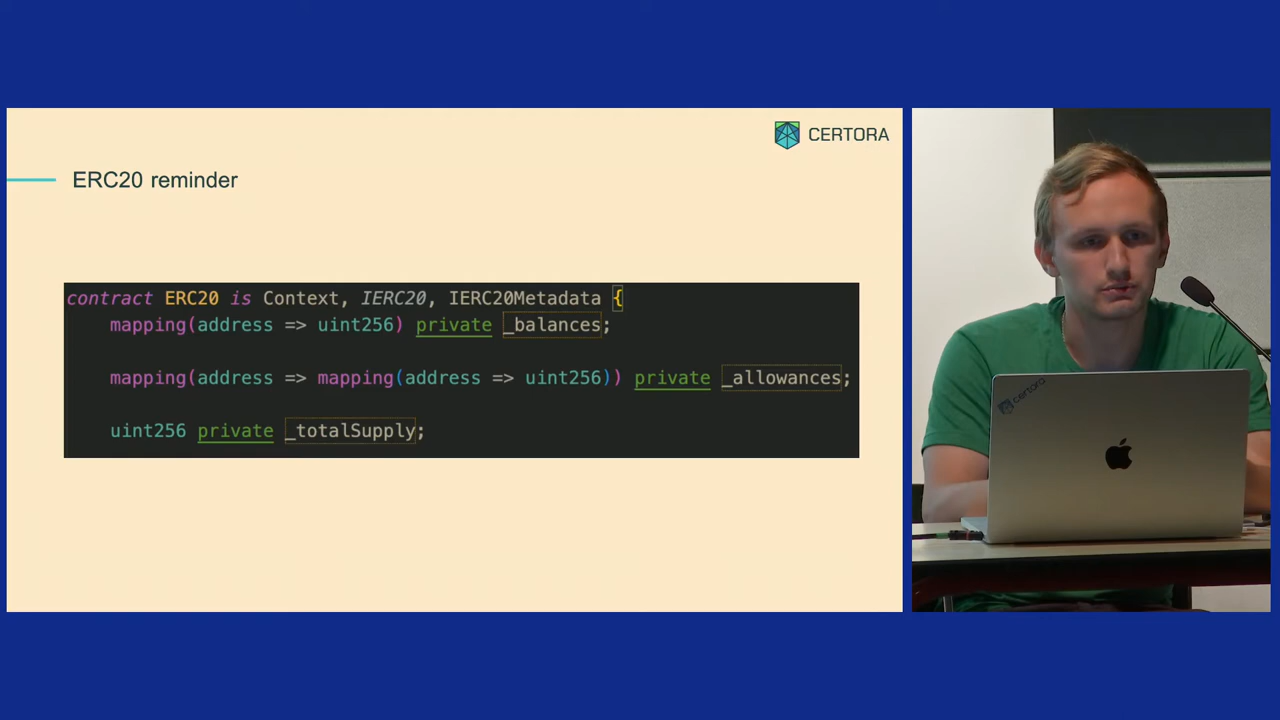 CERTORA
ERC20 reminder
contract ERC20 is Context, IERC20, IERC20Metadata {
mapping(address => uint256) private _balances;
mapping(address => mapping(address => uint256)) private _allowances;
uint256 private _totalSupply;
certora